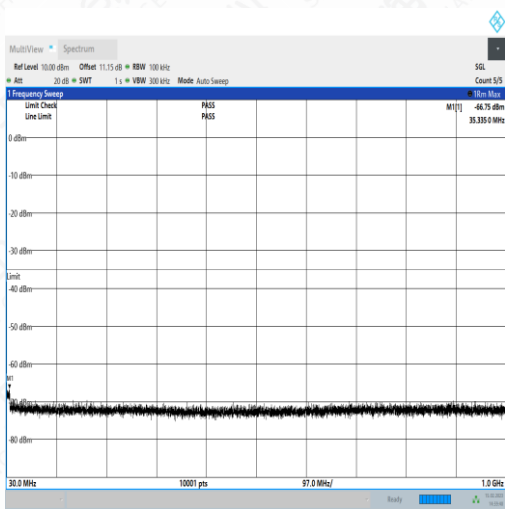 MultiView Spectrum
Ref Level 10.00 dBm Offset 11.15 dB RBW 100 kHz SGL
Att 20 dB SWT 1 s VBW 300 kHz Mode Auto Sweep Count 5/5
1 Frequency Sweep 1Rm Max
Limit Check PASS M1[1] -66.75 dBm
Line Limit PASS 35.335 0 MHz
0 dBm
-10 dBm
-20 dBm
-30 dBm
Limit
-40 dBm
-50 dBm
-60 dBm
M1
-80 dBm
30.0 MHz 10001 pts 97.0 MHz/ 1.0 GHz
Ready